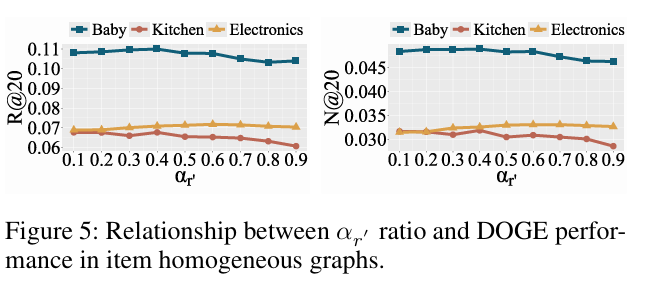 Baby Kitchen Electronics
R@20
0.11
0.10
0.09
0.08
0.07
0.06
0.1 0.2 0.3 0.4 0.5 0.6 0.7 0.8 0.9
αr'
Baby Kitchen Electronics
N@20
0.045
0.040
0.035
0.030
0.1 0.2 0.3 0.4 0.5 0.6 0.7 0.8 0.9
αr'
Figure 5: Relationship between αr' ratio and DOGE perfor-
mance in item homogeneous graphs.